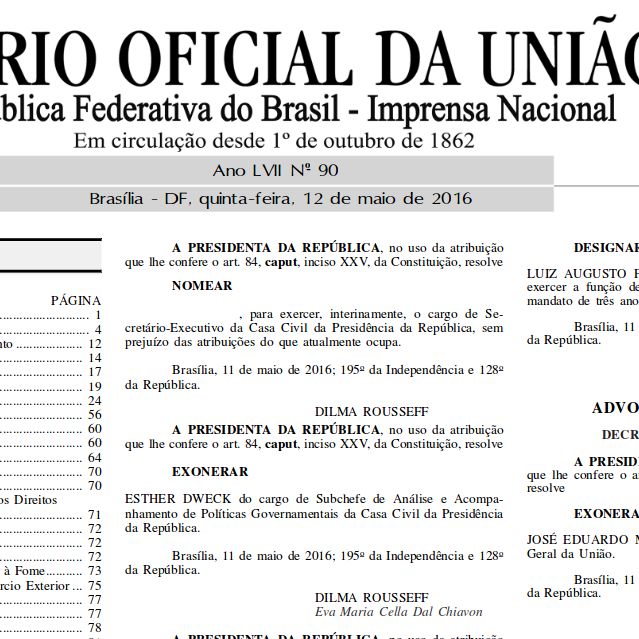 RIO OFICIAL DA UNIÃO
blica Federativa do Brasil - Imprensa Nacional
Em circulação desde 1º de outubro de 1862
Ano LVII Nº 90
Brasília - DF, quinta-feira, 12 de maio de 2016
PÁGINA
........................... 1
........................... 4
nto .................... 12
........................... 14
........................... 17
........................... 19
........................... 24
........................... 56
........................... 60
........................... 60
........................... 64
........................... 70
........................... 70
os Direitos
........................... 71
........................... 72
........................... 72
........................... 72
à Fome........... 73
rcio Exterior ... 75
........................... 77
........................... 77
........................... 78
A PRESIDENTA DA REPÚBLICA, no uso da atribuição
que lhe confere o art. 84, caput, inciso XXV, da Constituição, resolve
NOMEAR
, para exercer, interinamente, o cargo de Se-
cretário-Executivo da Casa Civil da Presidência da República, sem
prejuízo das atribuições do que atualmente ocupa.
Brasília, 11 de maio de 2016; 195º da Independência e 128º
da República.
DILMA ROUSSEFF
A PRESIDENTA DA REPÚBLICA, no uso da atribuição
que lhe confere o art. 84, caput, inciso XXV, da Constituição, resolve
EXONERAR
ESTHER DWECK do cargo de Subchefe de Análise e Acompa-
nhamento de Políticas Governamentais da Casa Civil da Presidência
da República.
Brasília, 11 de maio de 2016; 195º da Independência e 128º
da República.
DILMA ROUSSEFF
Eva Maria Cella Dal Chiavon
A PRESIDENTA DA REPÚBLICA, no uso da atribuição
DESIGNAR
LUIZ AUGUSTO F
exercer a função de
mandato de três ano
Brasília, 11
da República.
ADVO
DECR
A PRESID
que lhe confere o a
resolve
EXONERA
JOSÉ EDUARDO M
Geral da União.
Brasília, 11
da República.